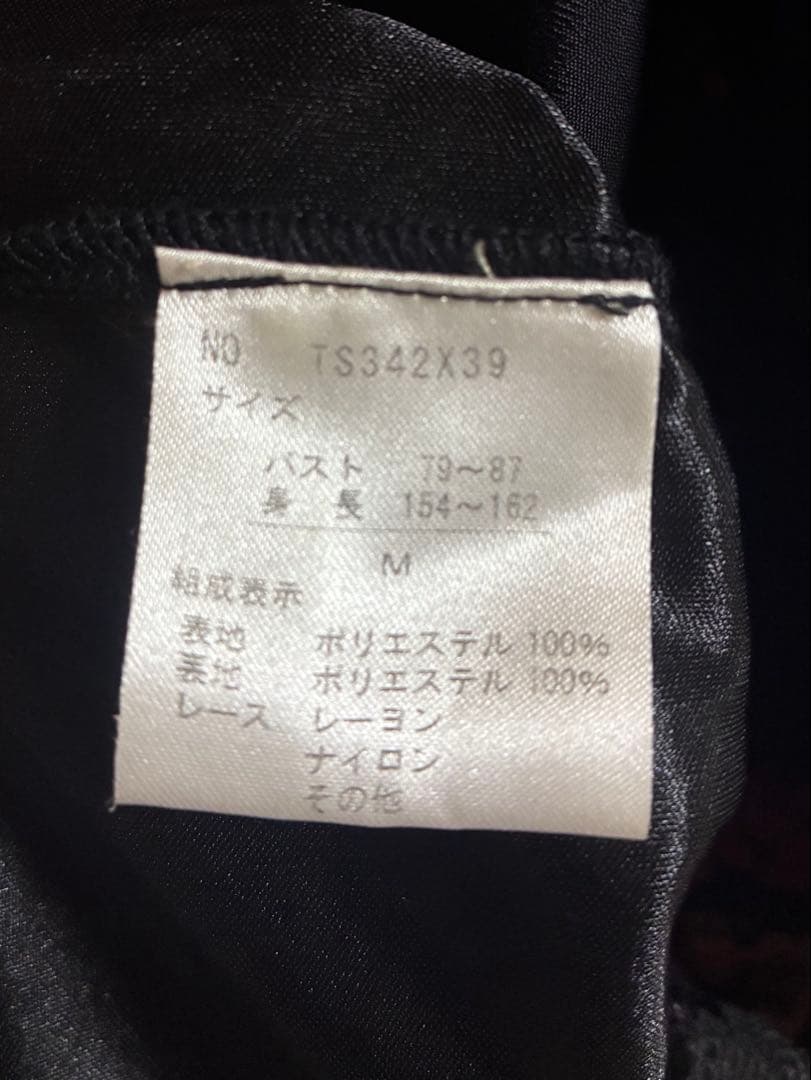 NO TS342X39
サイズ
バスト 79～87
身 長 154～162
M
組成表示
表地 ポリエステル 100%
表地 ポリエステル 100%
レース レーヨン
ナイロン
その他